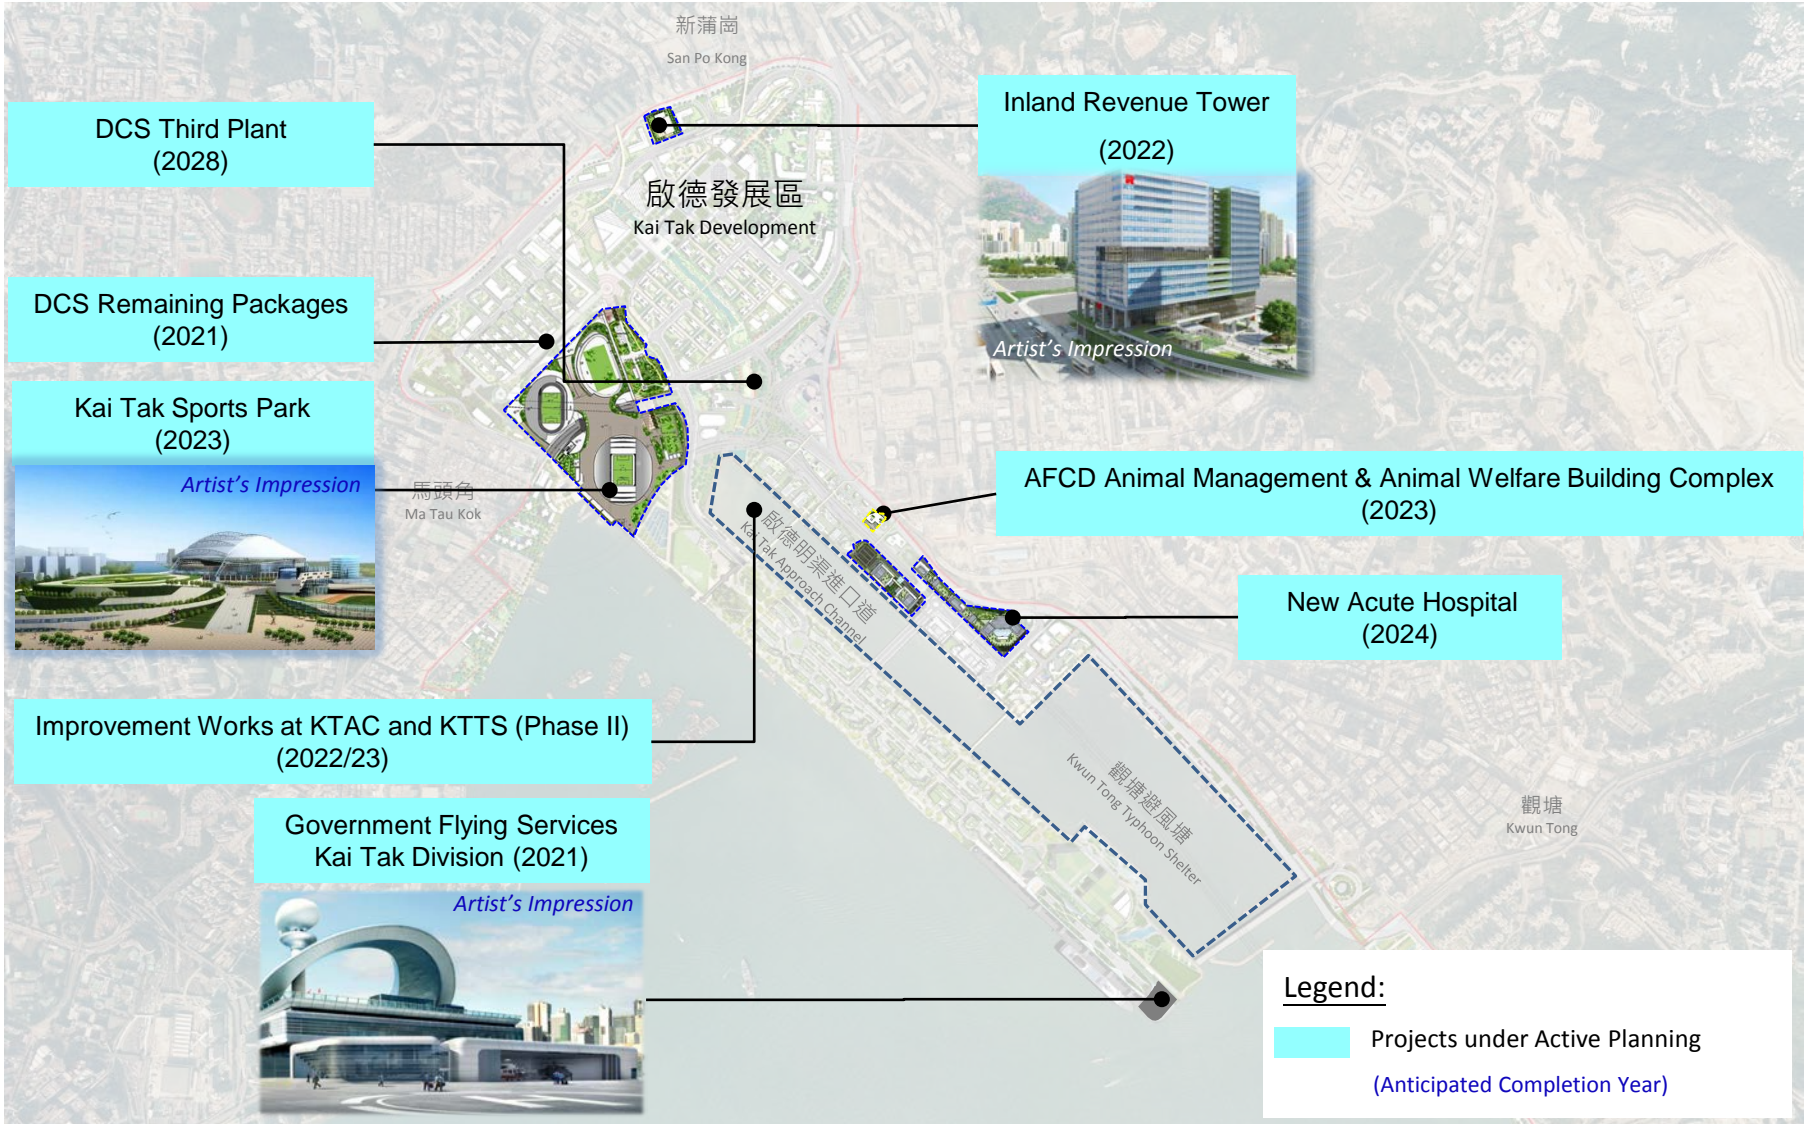 新蒲崗
San Po Kong
DCS Third Plant
(2028)
Inland Revenue Tower
(2022)
Artist's Impression
啟德發展區
Kai Tak Development
DCS Remaining Packages
(2021)
Kai Tak Sports Park
(2023)
Artist's Impression
馬頭角
Ma Tau Kok
AFCD Animal Management & Animal Welfare Building Complex
(2023)
啟德明渠進口道
Kai Tak Approach Channel
New Acute Hospital
(2024)
Improvement Works at KTAC and KTTS (Phase II)
(2022/23)
觀塘避風塘
Kwun Tong Typhoon Shelter
觀塘
Kwun Tong
Government Flying Services
Kai Tak Division (2021)
Artist's Impression
Legend:
Projects under Active Planning
(Anticipated Completion Year)